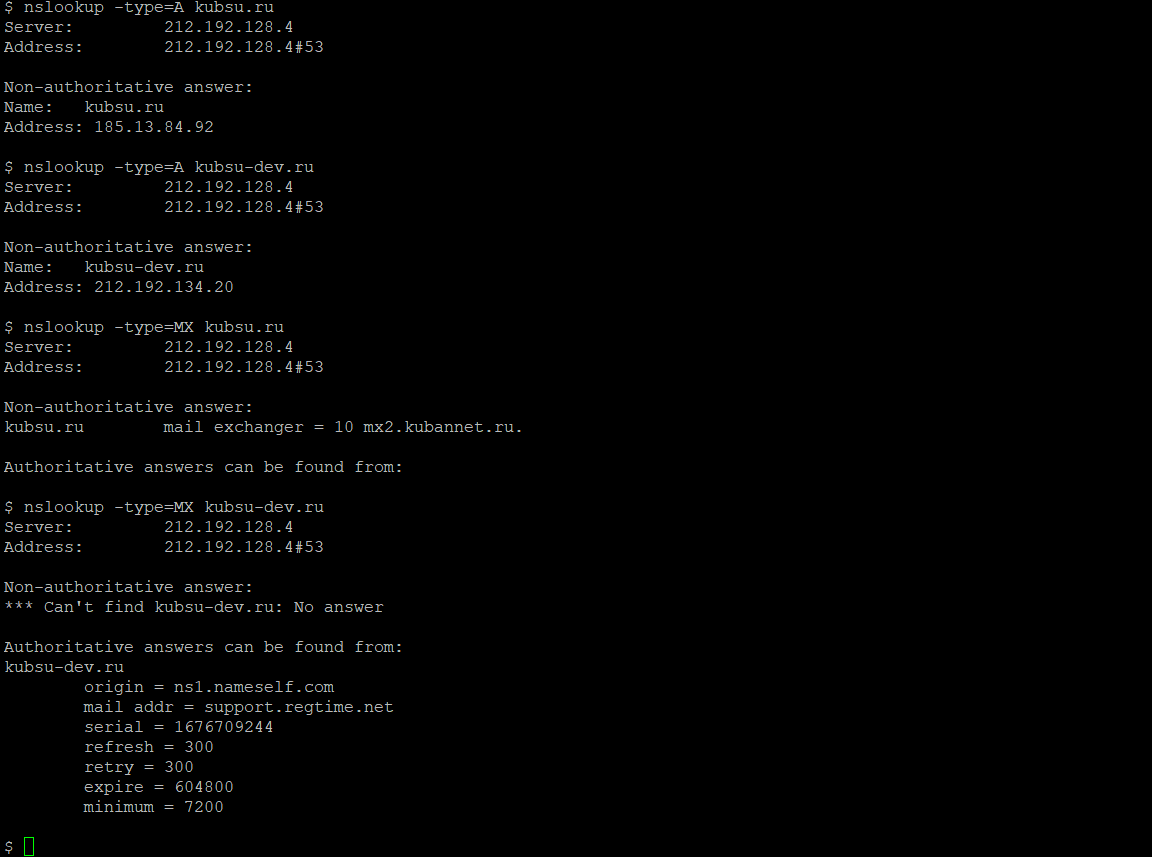 $ nslookup -type=A kubsu.ru
Server:         212.192.128.4
Address:        212.192.128.4#53
Non-authoritative answer:
Name:   kubsu.ru
Address: 185.13.84.92
$ nslookup -type=A kubsu-dev.ru
Server:         212.192.128.4
Address:        212.192.128.4#53
Non-authoritative answer:
Name:   kubsu-dev.ru
Address: 212.192.134.20
$ nslookup -type=MX kubsu.ru
Server:         212.192.128.4
Address:        212.192.128.4#53
Non-authoritative answer:
kubsu.ru        mail exchanger = 10 mx2.kubannet.ru.
Authoritative answers can be found from:
$ nslookup -type=MX kubsu-dev.ru
Server:         212.192.128.4
Address:        212.192.128.4#53
Non-authoritative answer:
*** Can't find kubsu-dev.ru: No answer
Authoritative answers can be found from:
kubsu-dev.ru
        origin = ns1.nameself.com
        mail addr = support.regtime.net
        serial = 1676709244
        refresh = 300
        retry = 300
        expire = 604800
        minimum = 7200
$